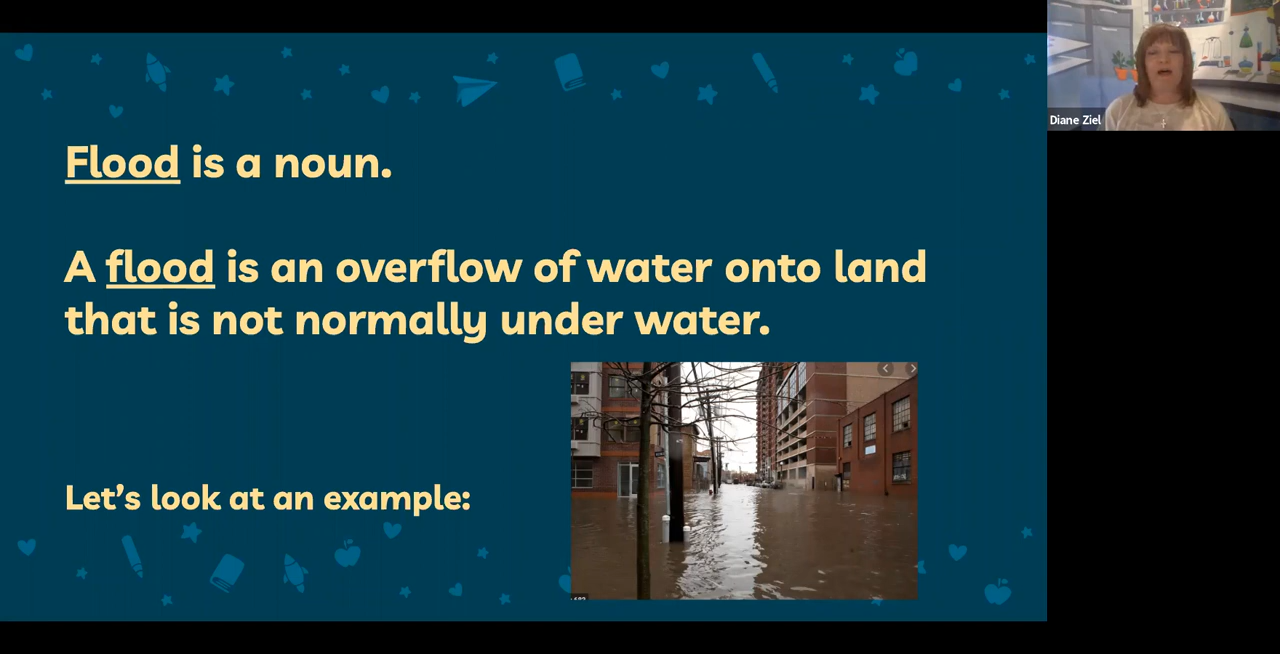 Flood is a noun.
A flood is an overflow of water onto land
that is not normally under water.
Let's look at an example:
Diane Ziel